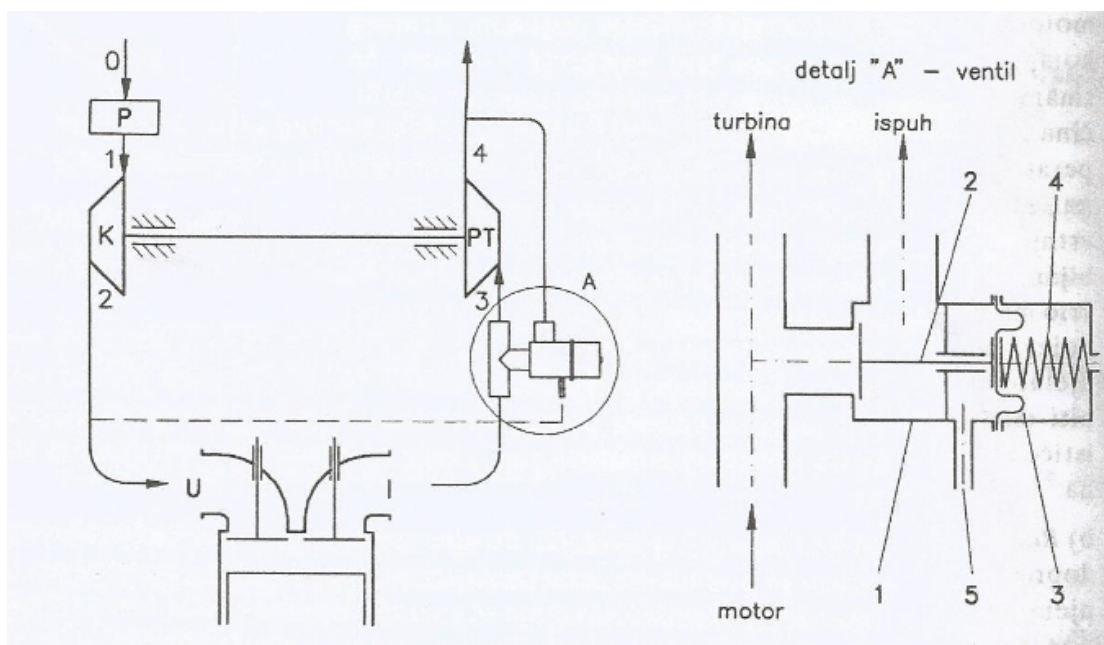 0
P
1
K
2
4
PT
3
A
U
I
detalj "A" – ventil
turbina
ispuh
2
4
motor
1
5
3